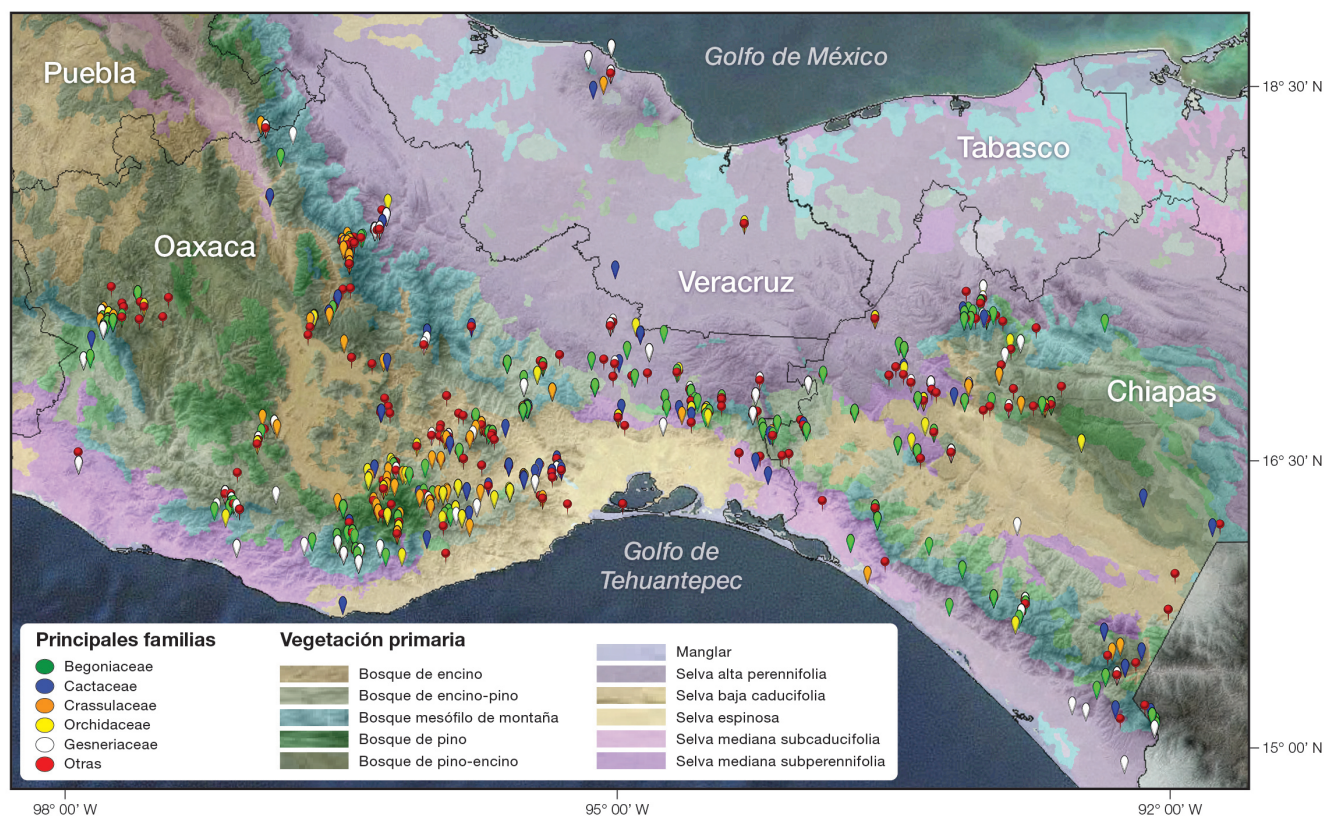 Puebla
Golfo de México
18° 30’ N
Tabasco
Oaxaca
Veracruz
Chiapas
16° 30’ N
Golfo de
Tehuantepec
Principales familias
Begoniaceae
Cactaceae
Crassulaceae
Orchidaceae
Gesneriaceae
Otras
Vegetación primaria
Bosque de encino
Bosque de encino-pino
Bosque mesófilo de montaña
Bosque de pino
Bosque de pino-encino
Manglar
Selva alta perennifolia
Selva baja caducifolia
Selva espinosa
Selva mediana subcaducifolia
Selva mediana subperennifolia
15° 00’ N
98° 00’ W
95° 00’ W
92° 00’ W